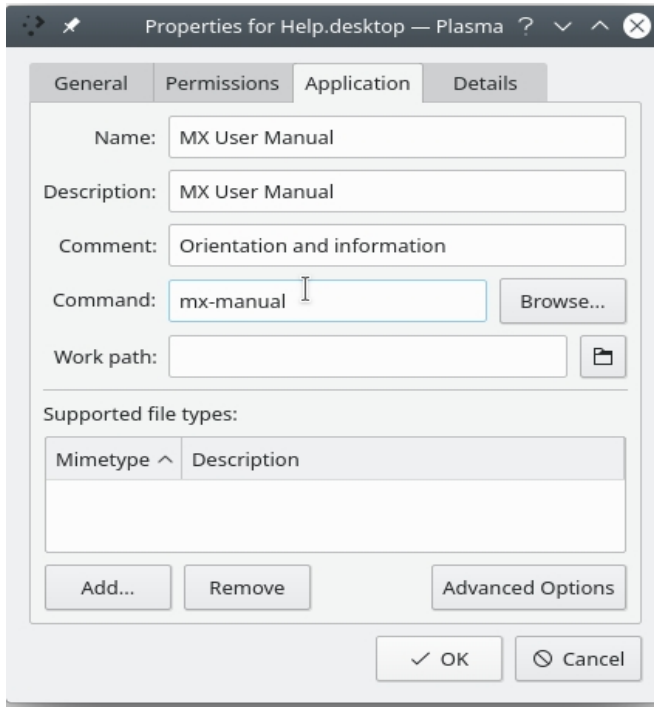 Properties for Help.desktop — Plasma ?
General Permissions Application Details
Name: MX User Manual
Description: MX User Manual
Comment: Orientation and information
Command: mx-manual Browse...
Work path:
Supported file types:
Mimetype Description
Add... Remove Advanced Options
OK Cancel